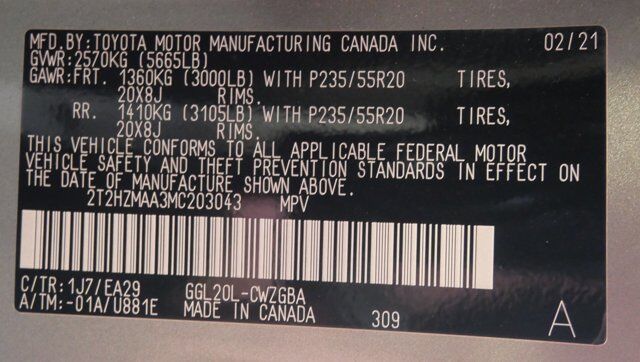 MFD.BY:TOYOTA MOTOR MANUFACTURING CANADA INC. 02/21
GVWR:2570KG (5665LB)
GAWR:FRT. 1360KG (3000LB) WITH P235/55R20 TIRES,
20X8J RIMS.
RR. 1410KG (3105LB) WITH P235/55R20 TIRES,
20X8J RIMS.
THIS VEHICLE CONFORMS TO ALL APPLICABLE FEDERAL MOTOR
VEHICLE SAFETY AND THEFT PREVENTION STANDARDS IN EFFECT ON
THE DATE OF MANUFACTURE SHOWN ABOVE.
2T2HZMAA3MC203043 MPV
C/TR:1J7/EA29 GGL20L-CWZGBA
A/TM:-01A/U881E MADE IN CANADA 309 A